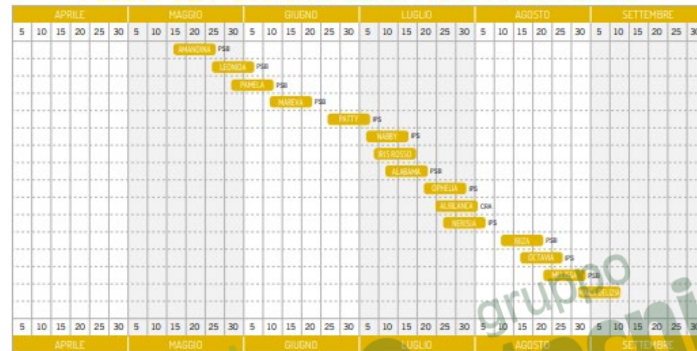 APRILE MAGGIO GIUGNO LUGLIO AGOSTO SETTEMBRE
5 10 15 20 25 30 5 10 15 20 25 30 5 10 15 20 25 30 5 10 15 20 25 30 5 10 15 20 25 30 5 10 15 20 25 30
AMANDINA PSB
LEONCIA PSB
PAMELA PSB
MAREVA PSB
PATTY IPS
NABBY IPS
BIS ROSSO
ALABAMA PSB
OPHELIA IPS
ALIBLANCA CRA
NERISSIA IPS
IBIZA PSB
OCTAVIA IPS
PSB
DELIZIA
5 10 15 20 25 30 5 10 15 20 25 30 5 10 15 20 25 30 5 10 15 20 25 30 5 10 15 20 25 30 5 10 15 20 25 30
APRILE MAGGIO GIUGNO LUGLIO AGOSTO SETTEMBRE
gruppo